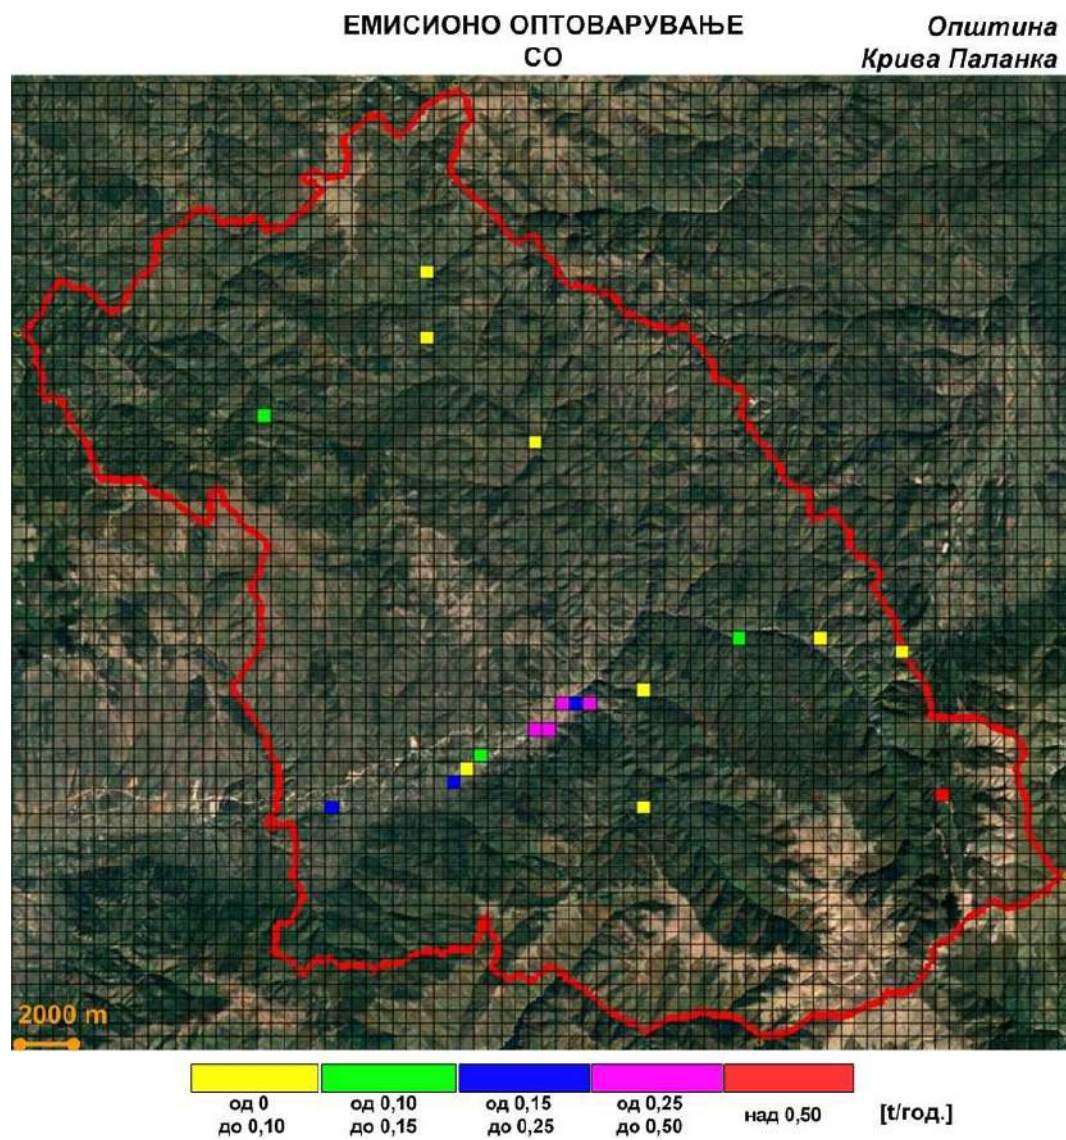 ЕМИСИОНО ОПТОВАРУВАЊЕ
СО
Општина
Крива Паланка
2000 m
од 0
до 0,10
од 0,10
до 0,15
од 0,15
до 0,25
од 0,25
до 0,50
над 0,50
[t/год.]